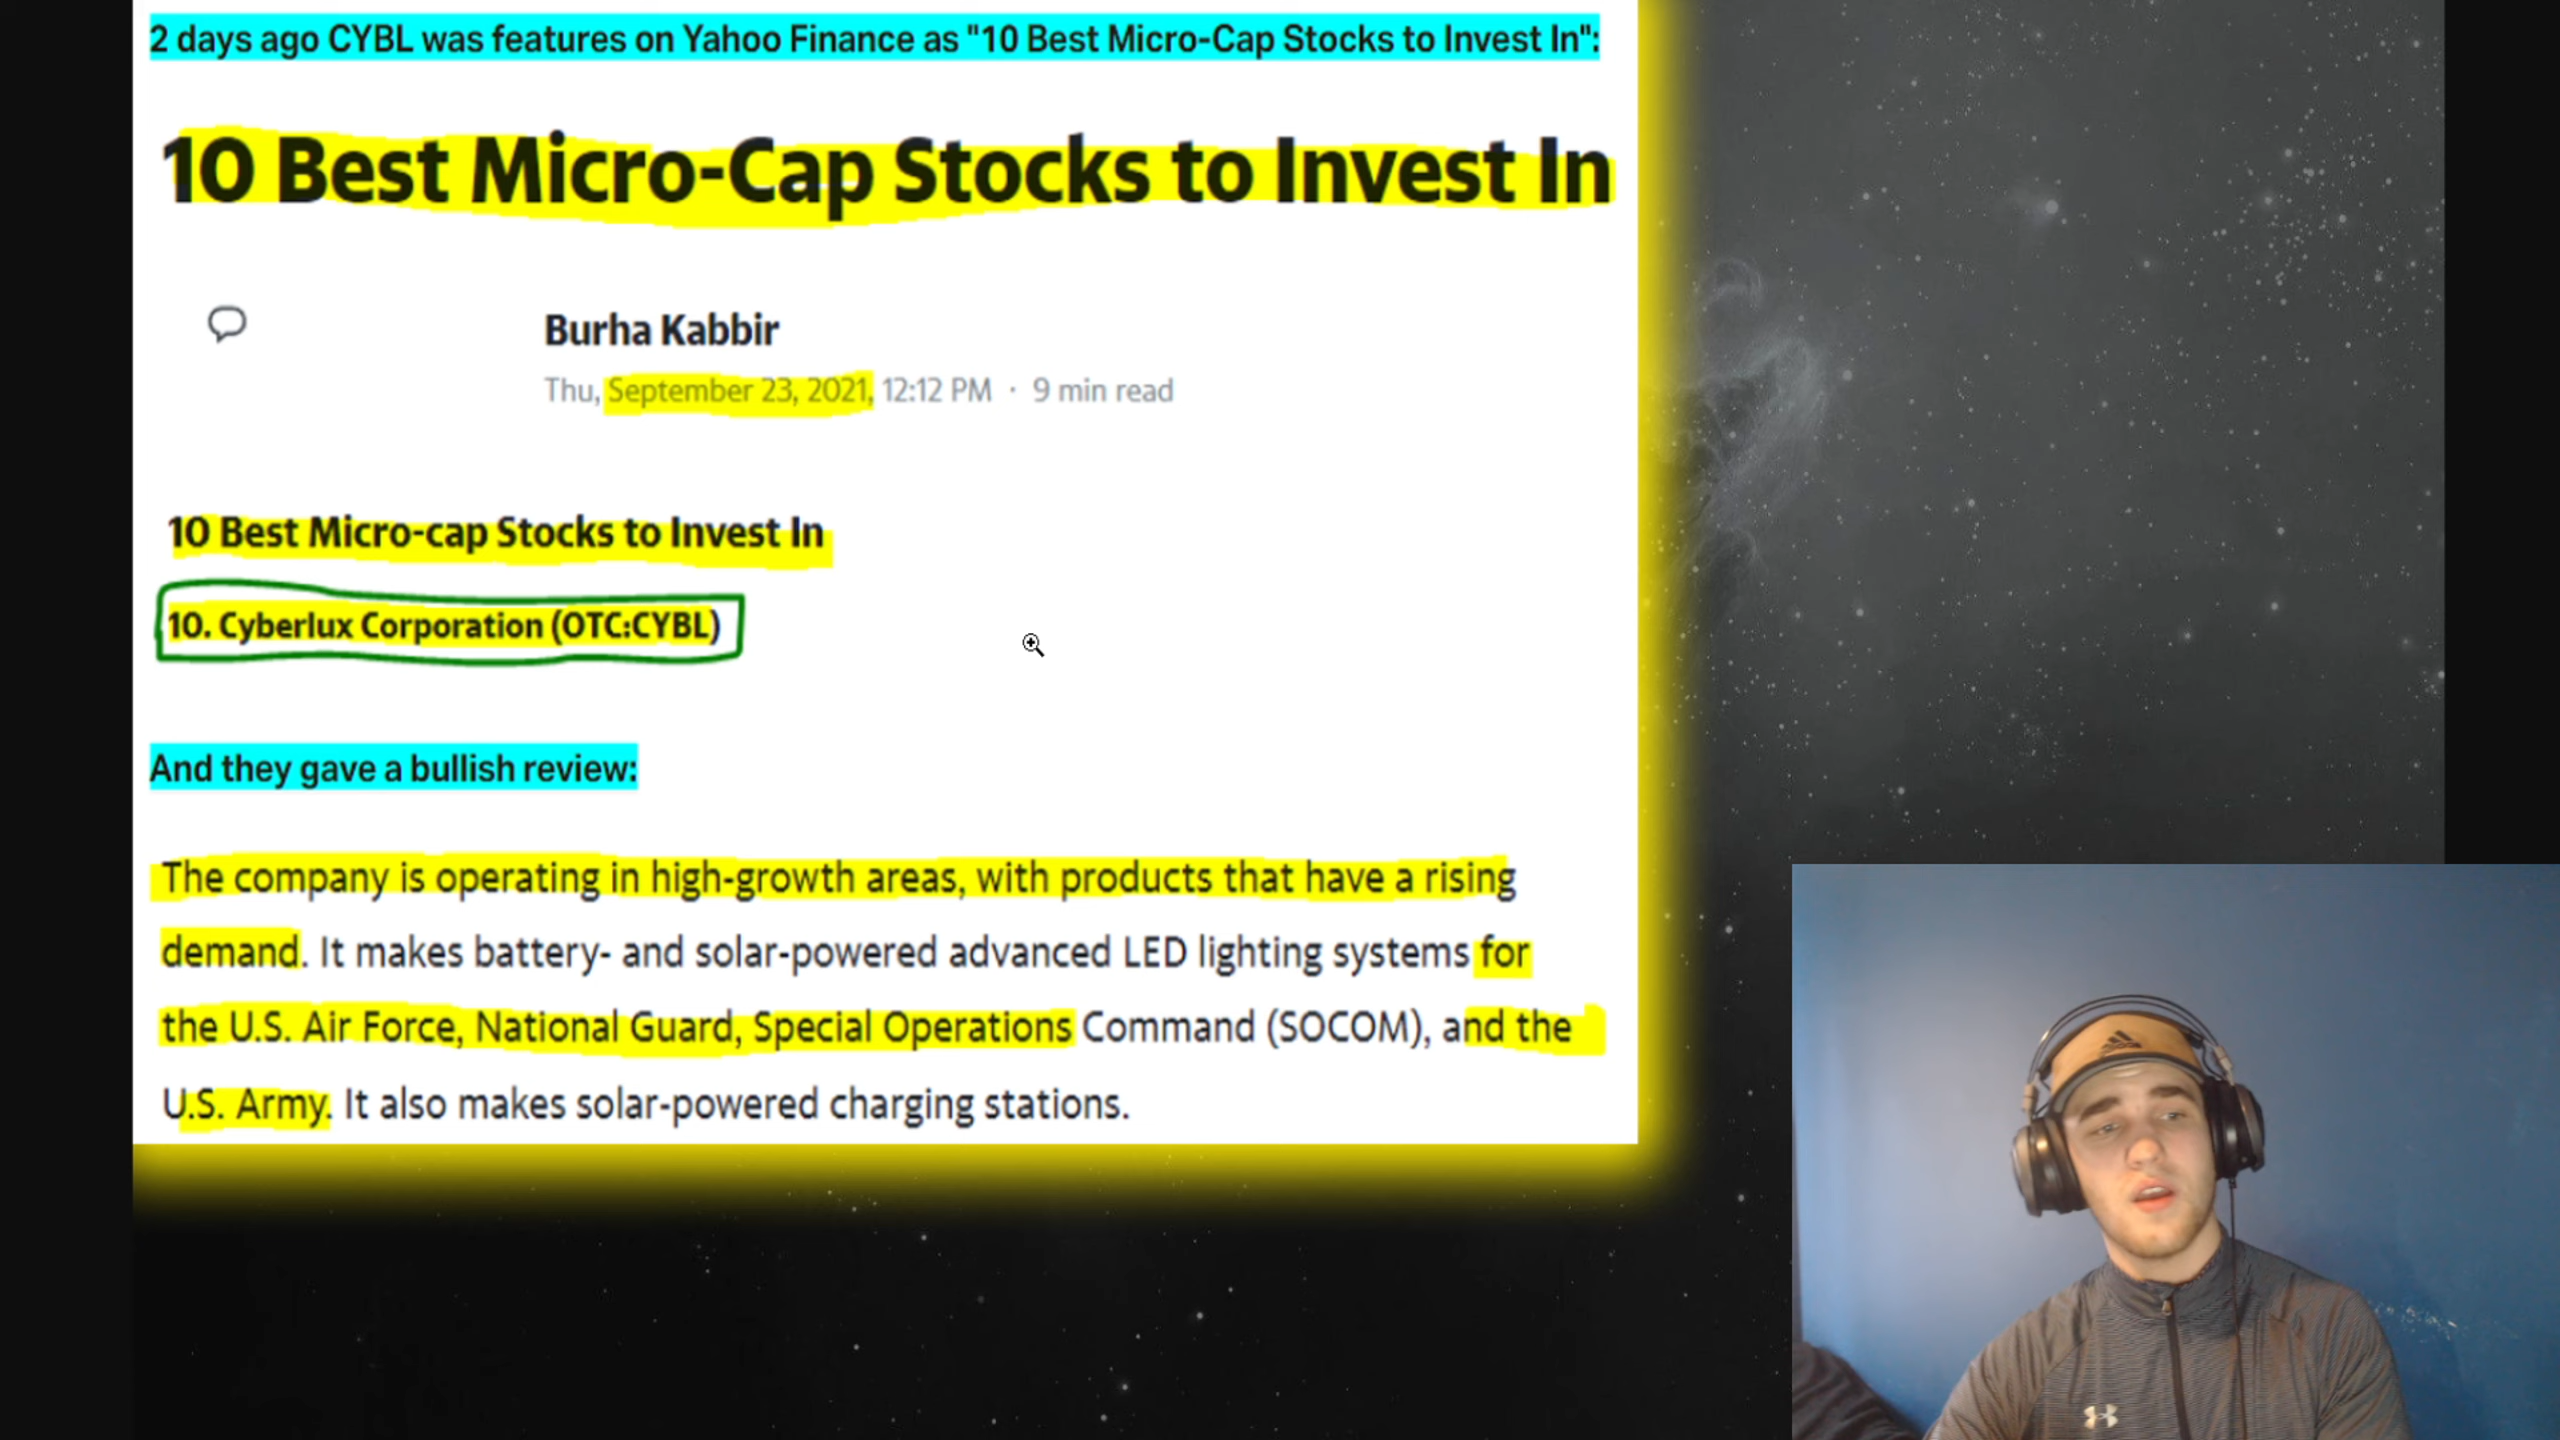 2 days ago CYBL was features on Yahoo Finance as "10 Best Micro-Cap Stocks to Invest In":
10 Best Micro-Cap Stocks to Invest In
Burha Kabbir
Thu, September 23, 2021, 12:12 PM · 9 min read
10 Best Micro-cap Stocks to Invest In
10. Cyberlux Corporation (OTC:CYBL)
And they gave a bullish review:
The company is operating in high-growth areas, with products that have a rising
demand. It makes battery- and solar-powered advanced LED lighting systems for
the U.S. Air Force, National Guard, Special Operations Command (SOCOM), and the
U.S. Army. It also makes solar-powered charging stations.